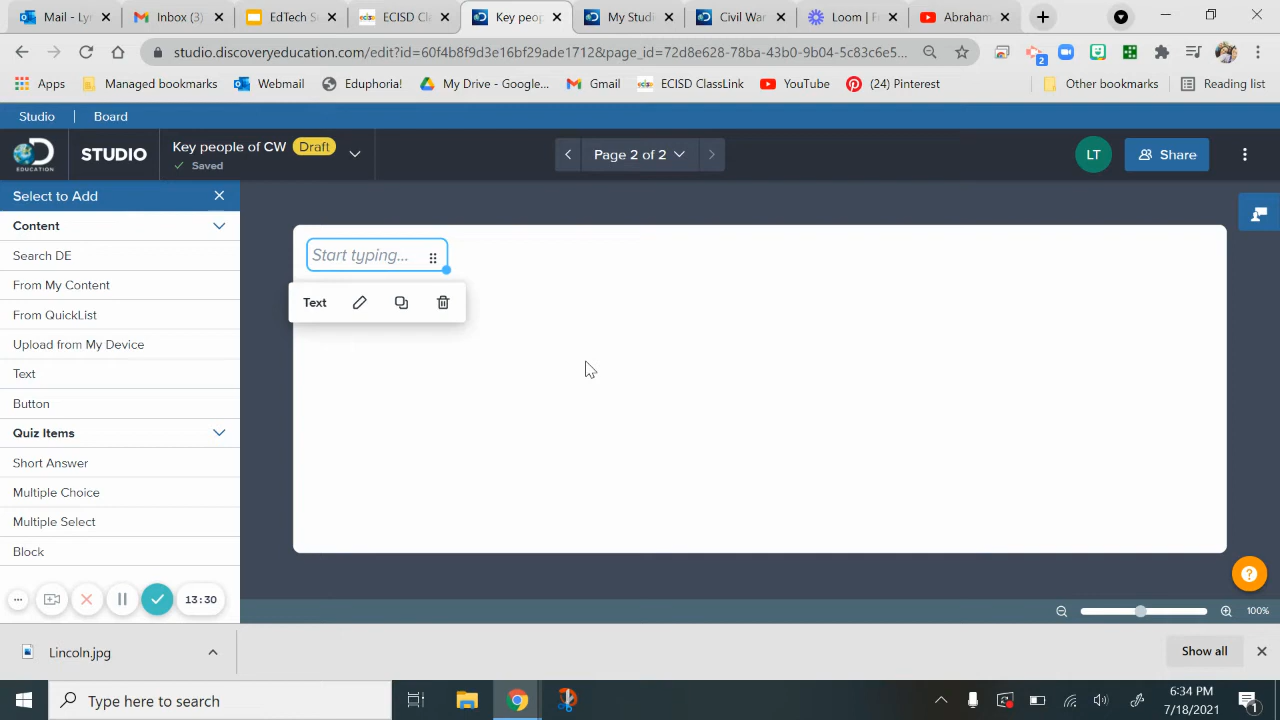 Mail - Lyn
Inbox (3)
EdTech S
ECISD Cl
Key peop
My Studi
Civil War
Loom | F
Abraham
studio.discoveryeducation.com/edit?id=60f4b8f9d3e16bf29ade1712&page_id=72d8e628-78ba-43b0-9b04-5c83c6e5...
2
Apps
Managed bookmarks
Webmail
Eduphoria!
My Drive - Google...
Gmail
ECISD ClassLink
YouTube
(24) Pinterest
Other bookmarks
Reading list
Studio
Board
EDUCATION
STUDIO
Key people of CW
Draft
Saved
Page 2 of 2
LT
Share
Select to Add
Content
Search DE
From My Content
From QuickList
Upload from My Device
Text
Button
Quiz Items
Short Answer
Multiple Choice
Multiple Select
Block
Start typing...
Text
13:30
100%
Lincoln.jpg
Show all
Type here to search
6:34 PM
7/18/2021
1